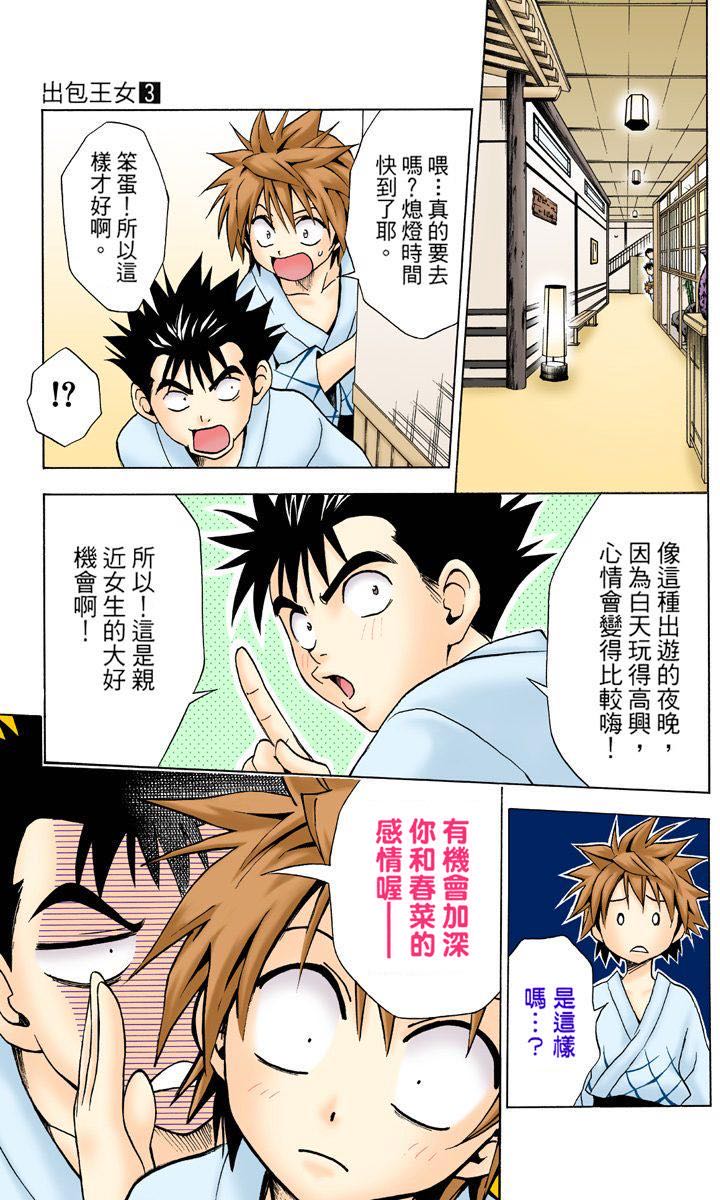 出包王女3
喂…真的要去
嗎？熄燈時間
快到了耶。
笨蛋！所以這
樣才好啊。
!?
像這種出遊的夜晚，
因為白天玩得高興，
心情會變得比較嗨！
所以！這是親
近女生的大好
機會啊！
是這樣
嗎…？
有機會加深
你和春菜的
感情喔——